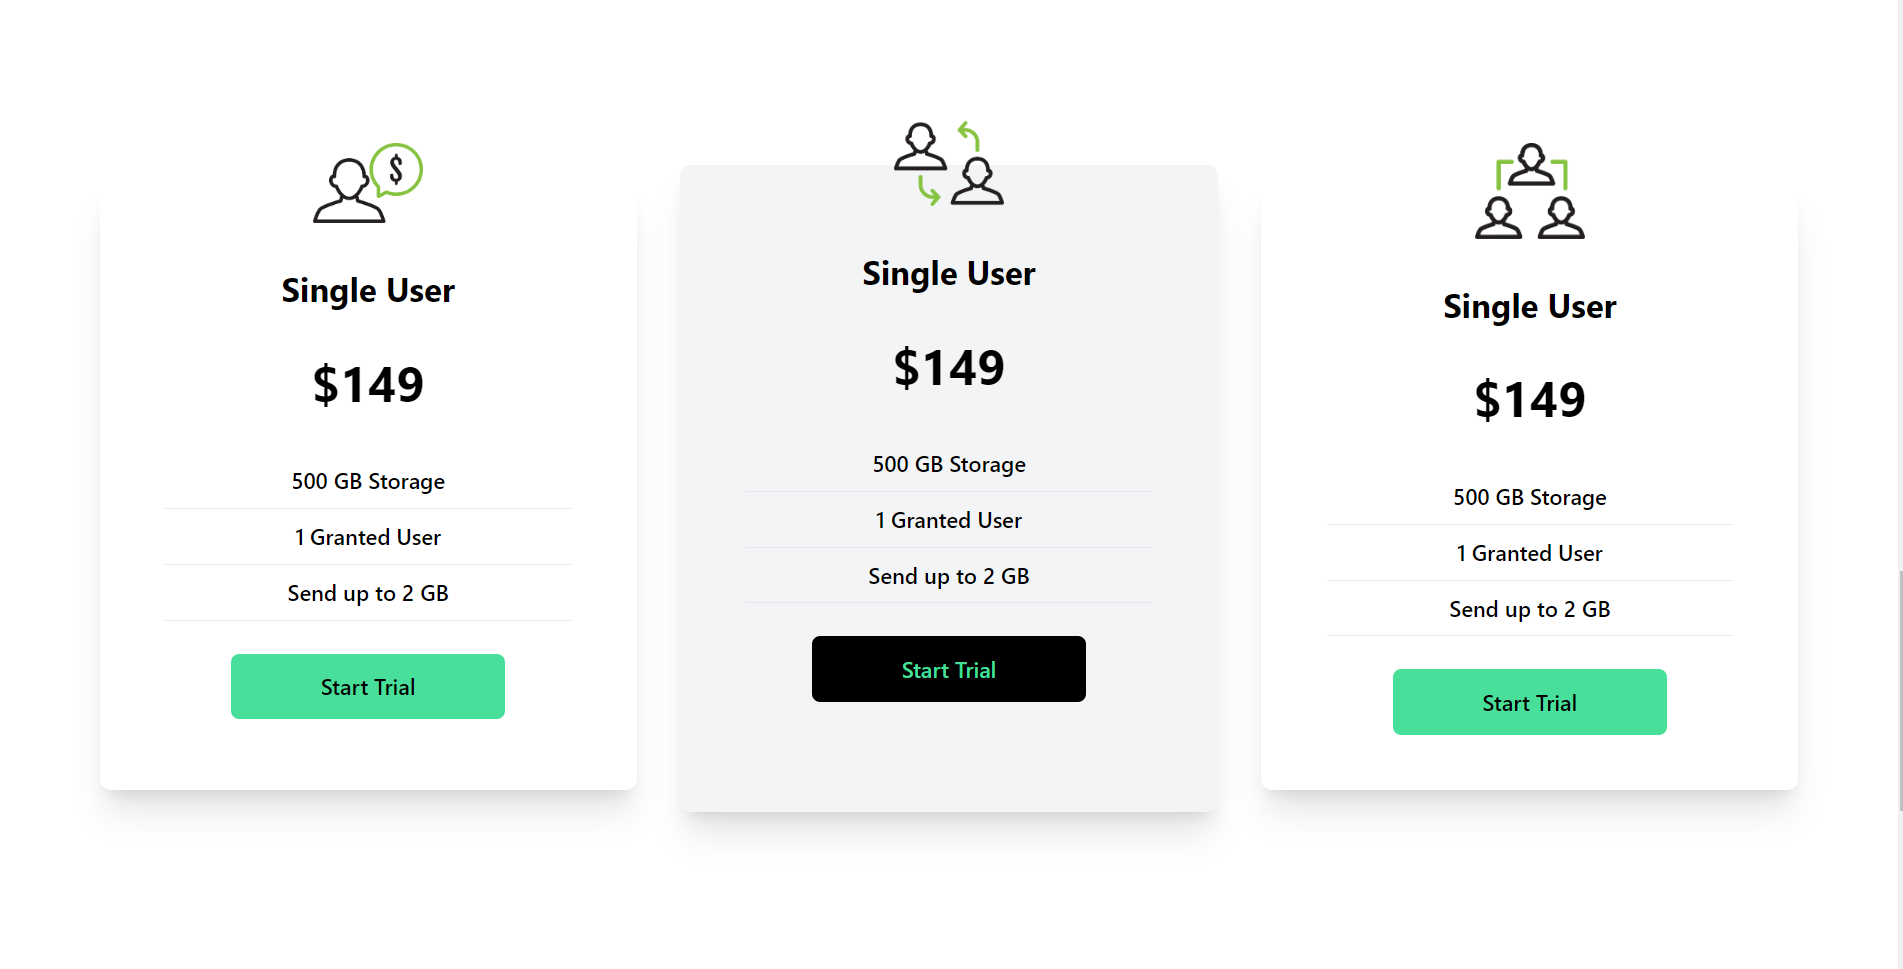 $
Single User
$149
500 GB Storage
1 Granted User
Send up to 2 GB
Start Trial
Single User
$149
500 GB Storage
1 Granted User
Send up to 2 GB
Start Trial
Single User
$149
500 GB Storage
1 Granted User
Send up to 2 GB
Start Trial